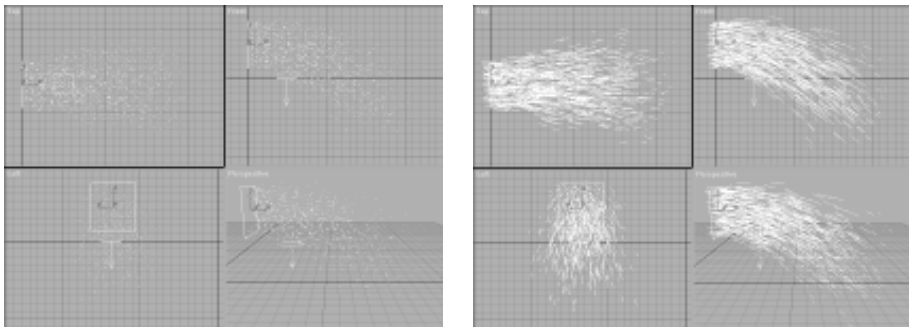 Top
Front
Left
Perspective
Top
Front
Left
Perspective